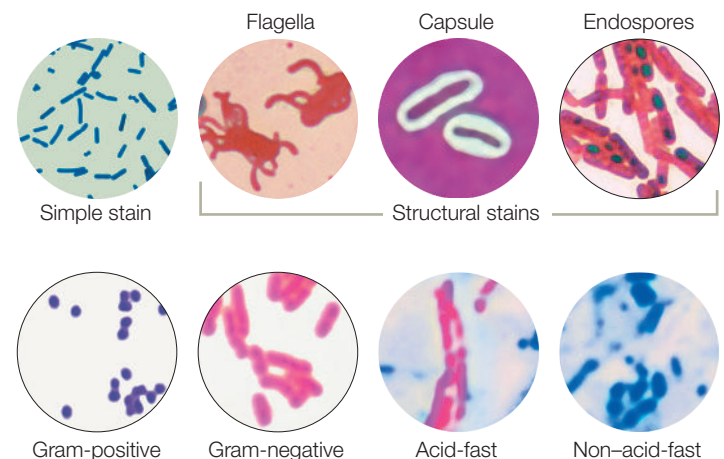 Flagella Capsule Endospores
Simple stain Structural stains
Gram-positive Gram-negative Acid-fast Non–acid-fast